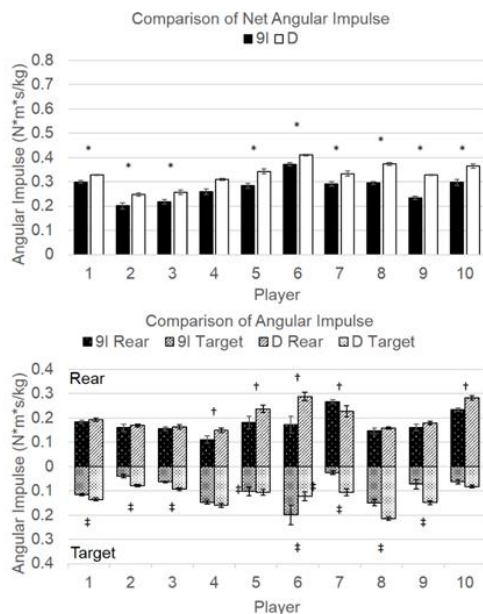 Comparison of Net Angular Impulse
9I D
Angular Impulse (N*m*s/kg)
0.8
0.7
0.6
0.5
0.4
0.3
0.2
0.1
0
* * * * * * * * *
1 2 3 4 5 6 7 8 9 10
Player
Comparison of Angular Impulse
9I Rear 9I Target D Rear D Target
Angular Impulse (N*m*s/kg)
0.4
0.3
0.2
0.1
0
0.1
0.2
0.3
0.4
Rear
† † † † †
‡ ‡
‡ ‡ ‡ ‡ ‡ ‡ ‡
Target
1 2 3 4 5 6 7 8 9 10
Player